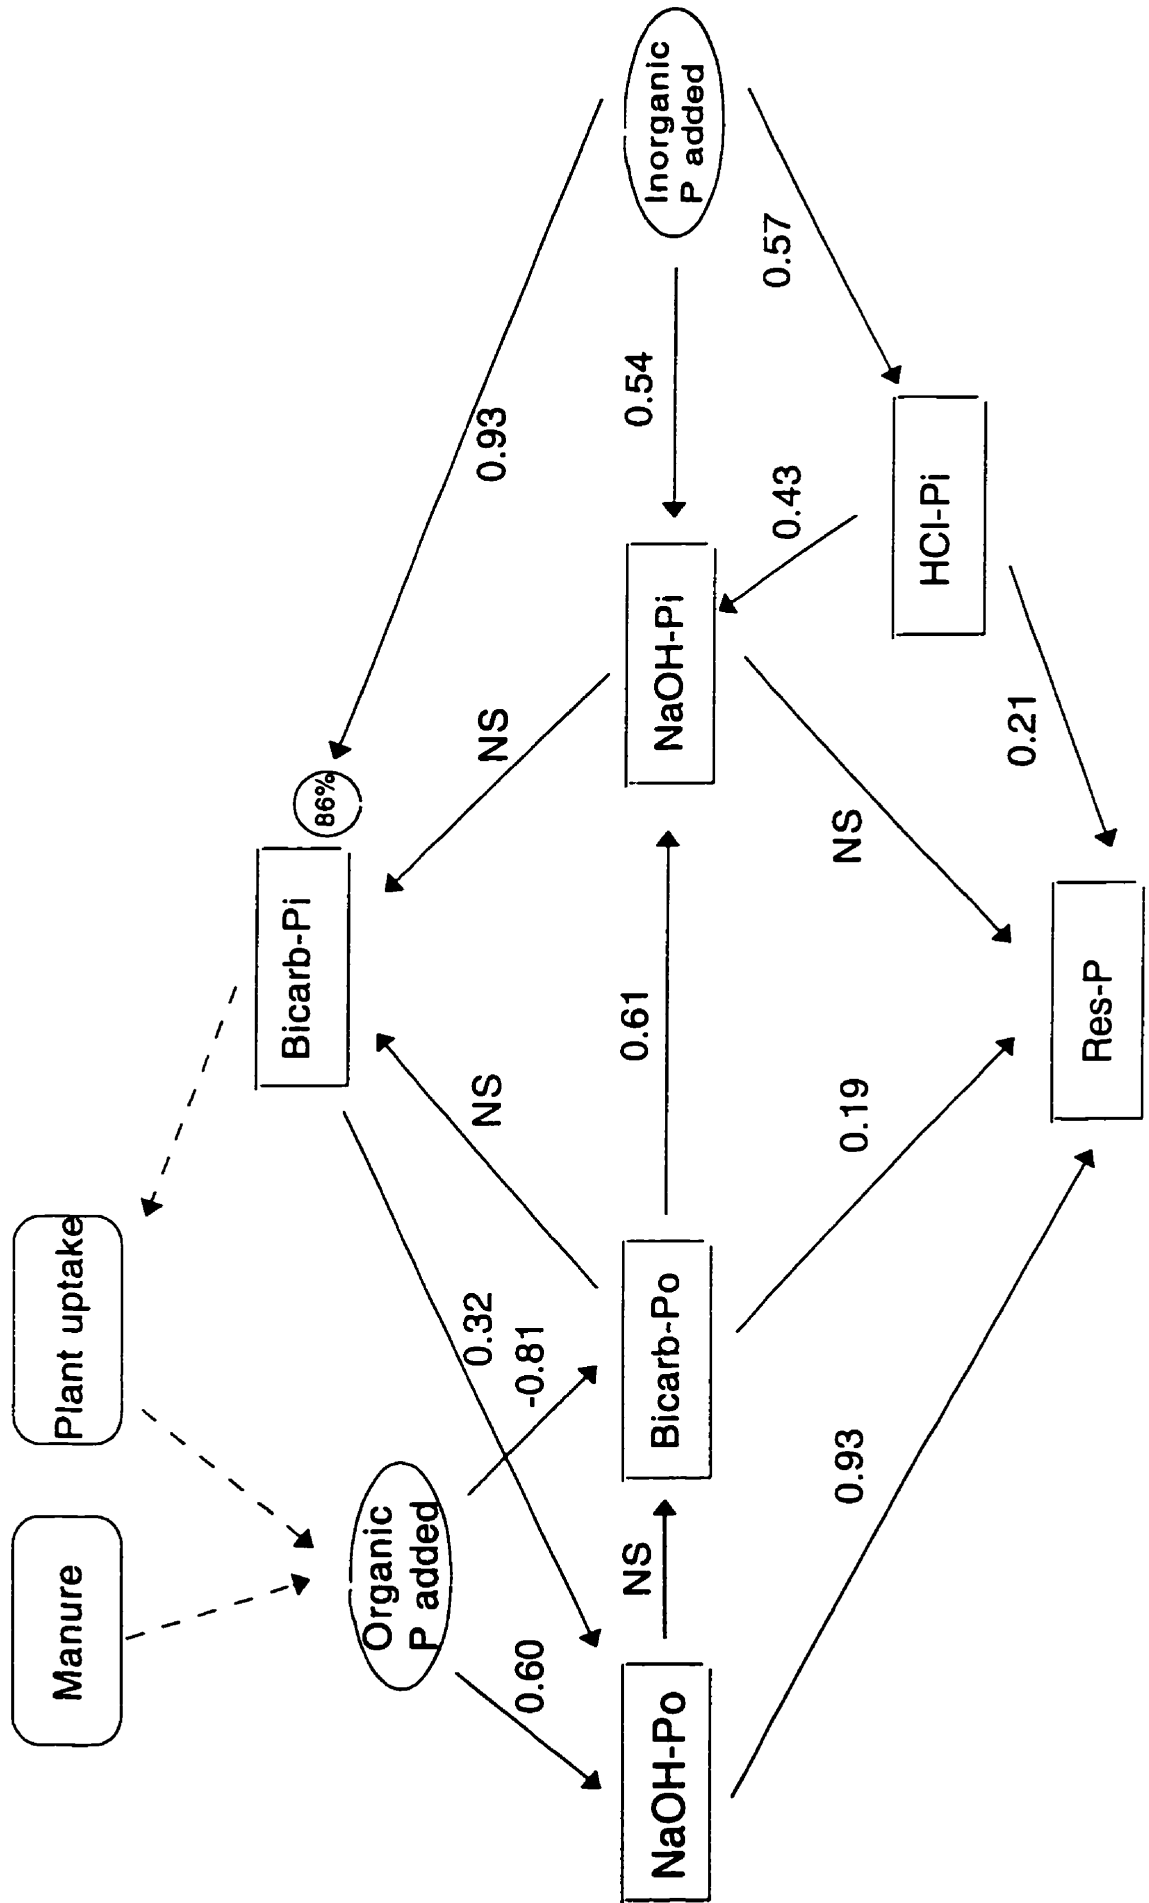 Manure
Plant uptake
Organic
P added
Bicarb-Pi
86%
0.93
0.32
-0.81
0.60
NS
NS
Inorganic
P added
NaOH-Po
NS
Bicarb-Po
0.61
NaOH-Pi
0.54
0.57
0.43
HCl-Pi
0.93
0.19
NS
0.21
Res-P